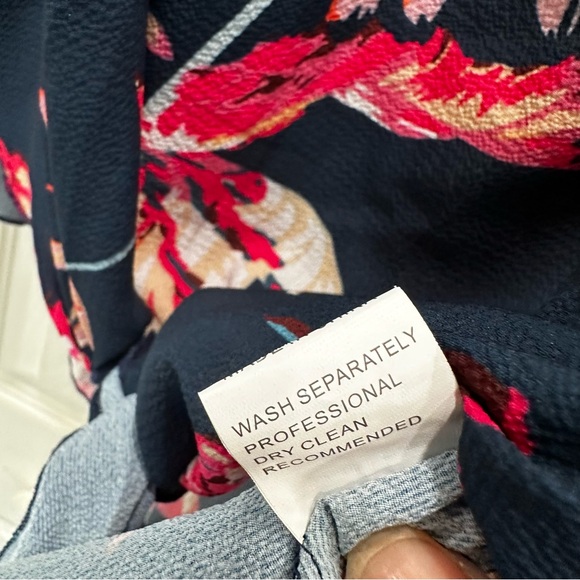 WASH SEPARATELY
PROFESSIONAL
DRY CLEAN
RECOMMENDED